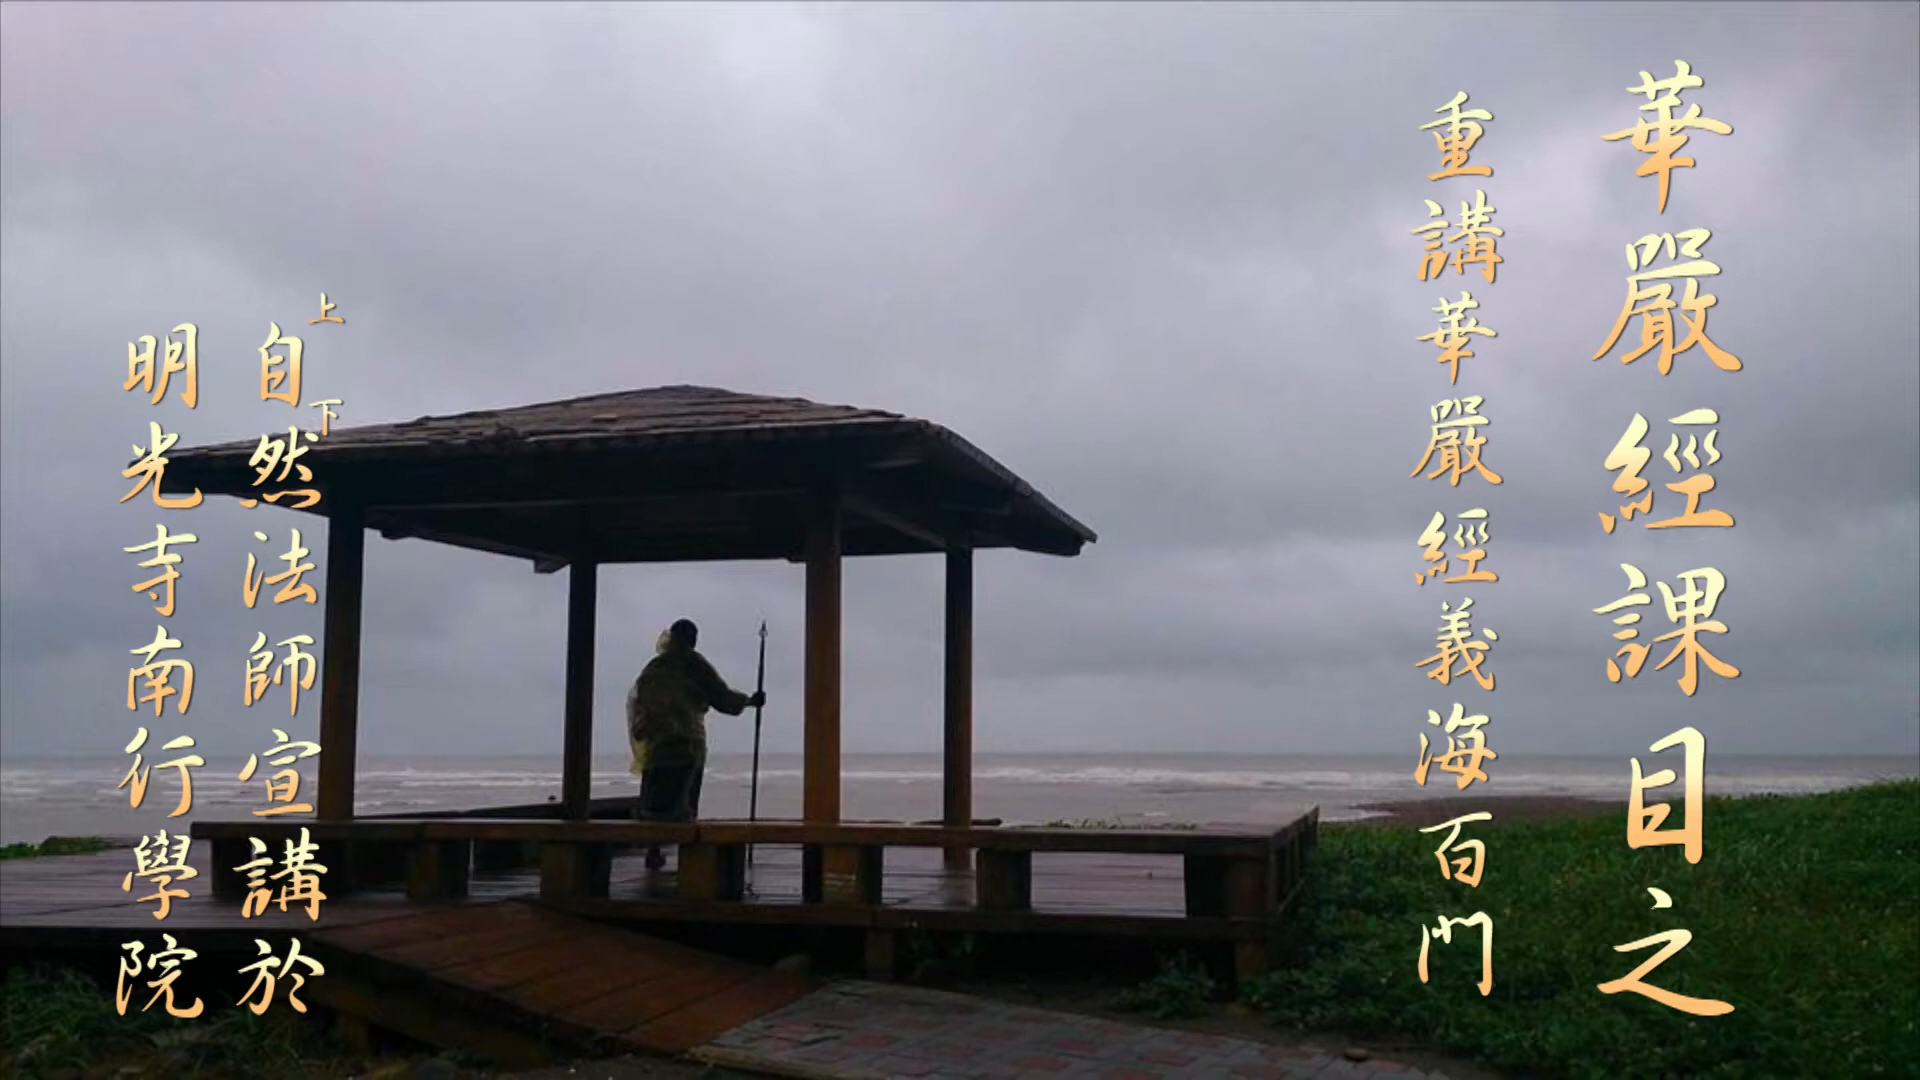 華嚴經課目之
重講華嚴經義海百門
上自下然法師宣講於
明光寺南行學院